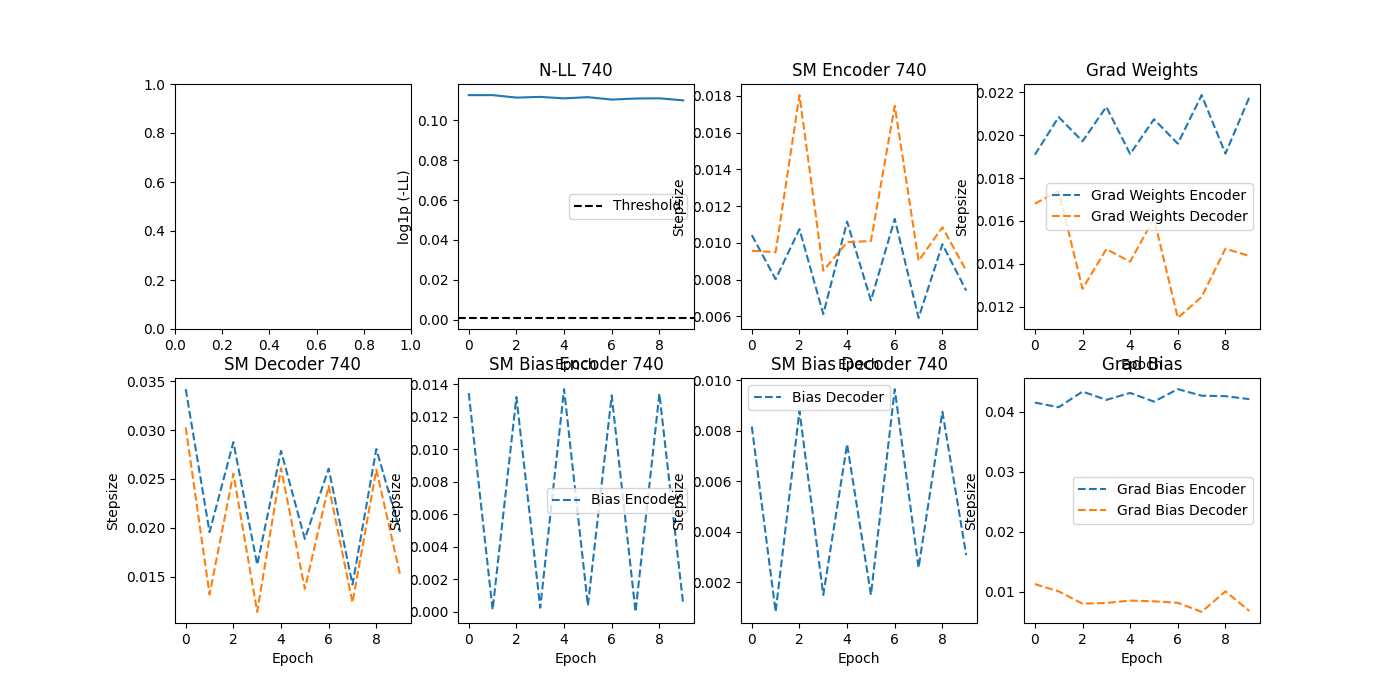 1.0
0.8
0.6
0.4
0.2
0.0
0.0 0.2 0.4 0.6 0.8 1.0
N-LL 740
log1p (-LL)
0.10
0.08
0.06
0.04
0.02
0.00
Threshold
0 2 4 6 8
Epoch
SM Encoder 740
Stepsize
0.018
0.016
0.014
0.012
0.010
0.008
0.006
0 2 4 6 8
Epoch
Grad Weights
Stepsize
0.022
0.020
0.018
0.016
0.014
0.012
Grad Weights Encoder
Grad Weights Decoder
0 2 4 6 8
Epoch
SM Decoder 740
Stepsize
0.035
0.030
0.025
0.020
0.015
0 2 4 6 8
Epoch
SM Bias Encoder 740
Stepsize
0.014
0.012
0.010
0.008
0.006
0.004
0.002
0.000
Bias Encoder
0 2 4 6 8
Epoch
SM Bias Decoder 740
Stepsize
0.010
0.008
0.006
0.004
0.002
Bias Decoder
0 2 4 6 8
Epoch
Grad Bias
Stepsize
0.04
0.03
0.02
0.01
Grad Bias Encoder
Grad Bias Decoder
0 2 4 6 8
Epoch